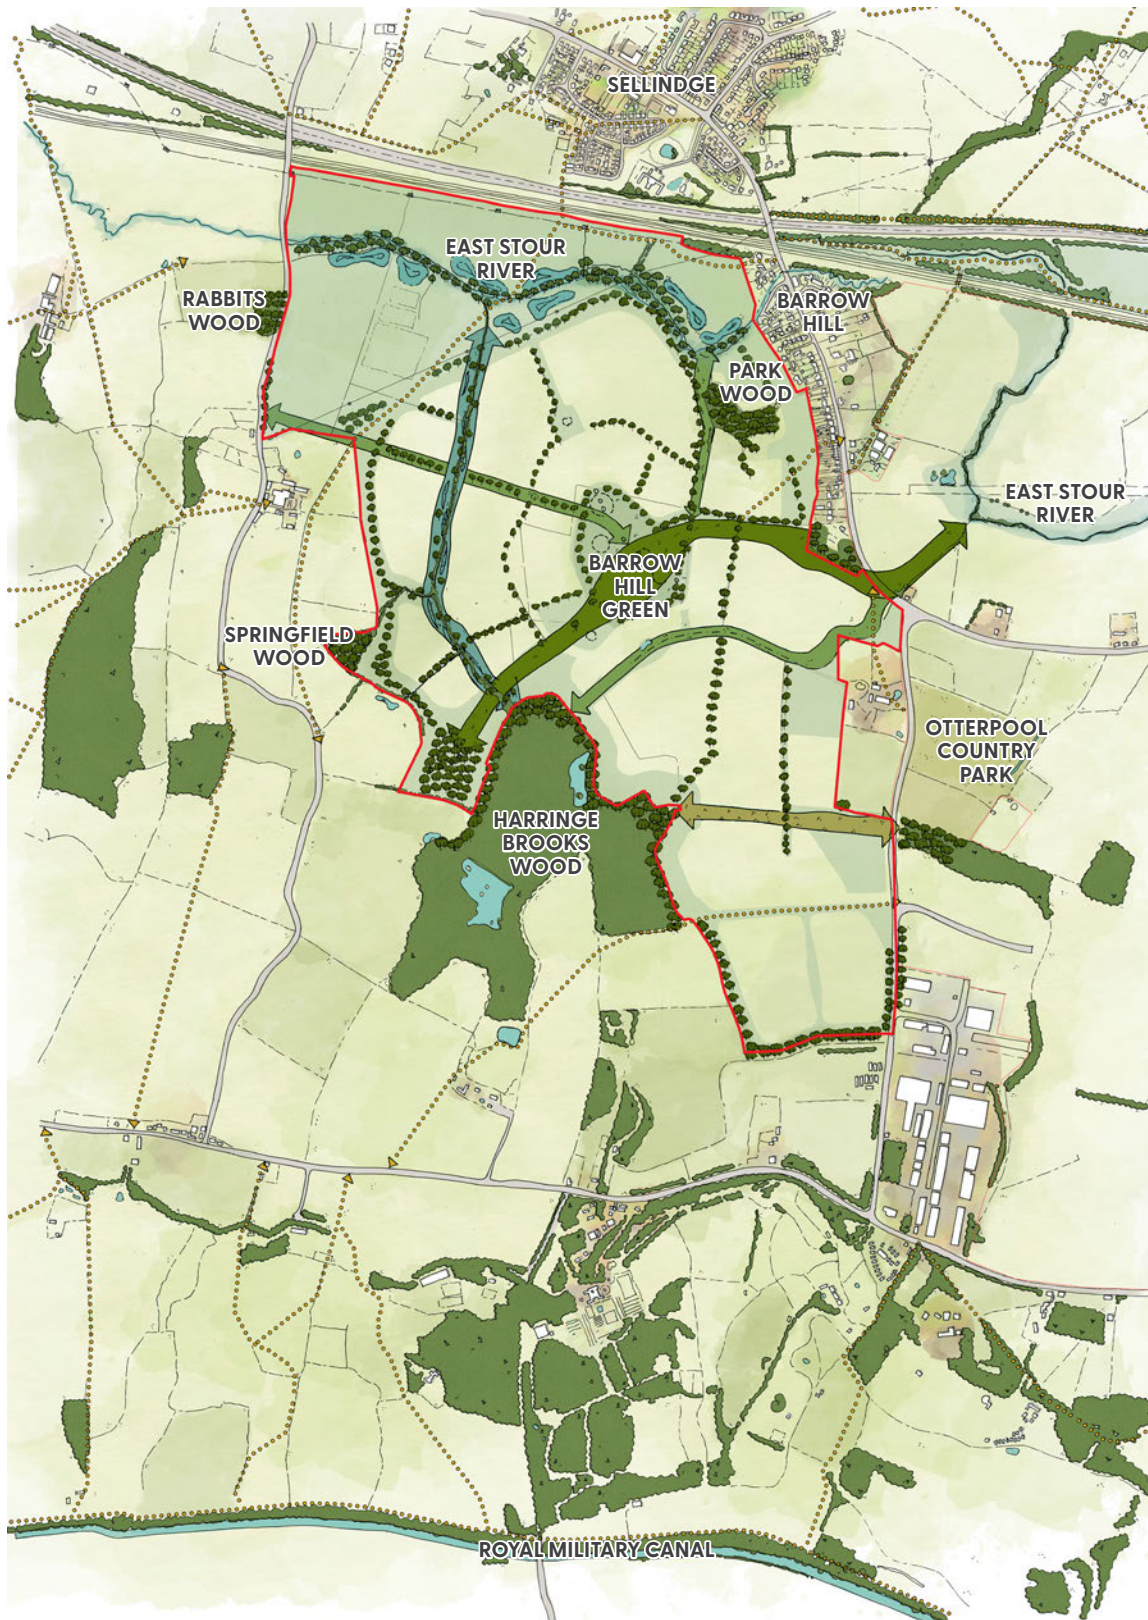 SELLINDGE
EAST STOUR
RIVER
RABBITS
WOOD
BARROW
HILL
PARK
WOOD
EAST STOUR
RIVER
BARROW
HILL
GREEN
SPRINGFIELD
WOOD
OTTERPOOL
COUNTRY
PARK
HARRINGE
BROOKS
WOOD
ROYAL MILITARY CANAL